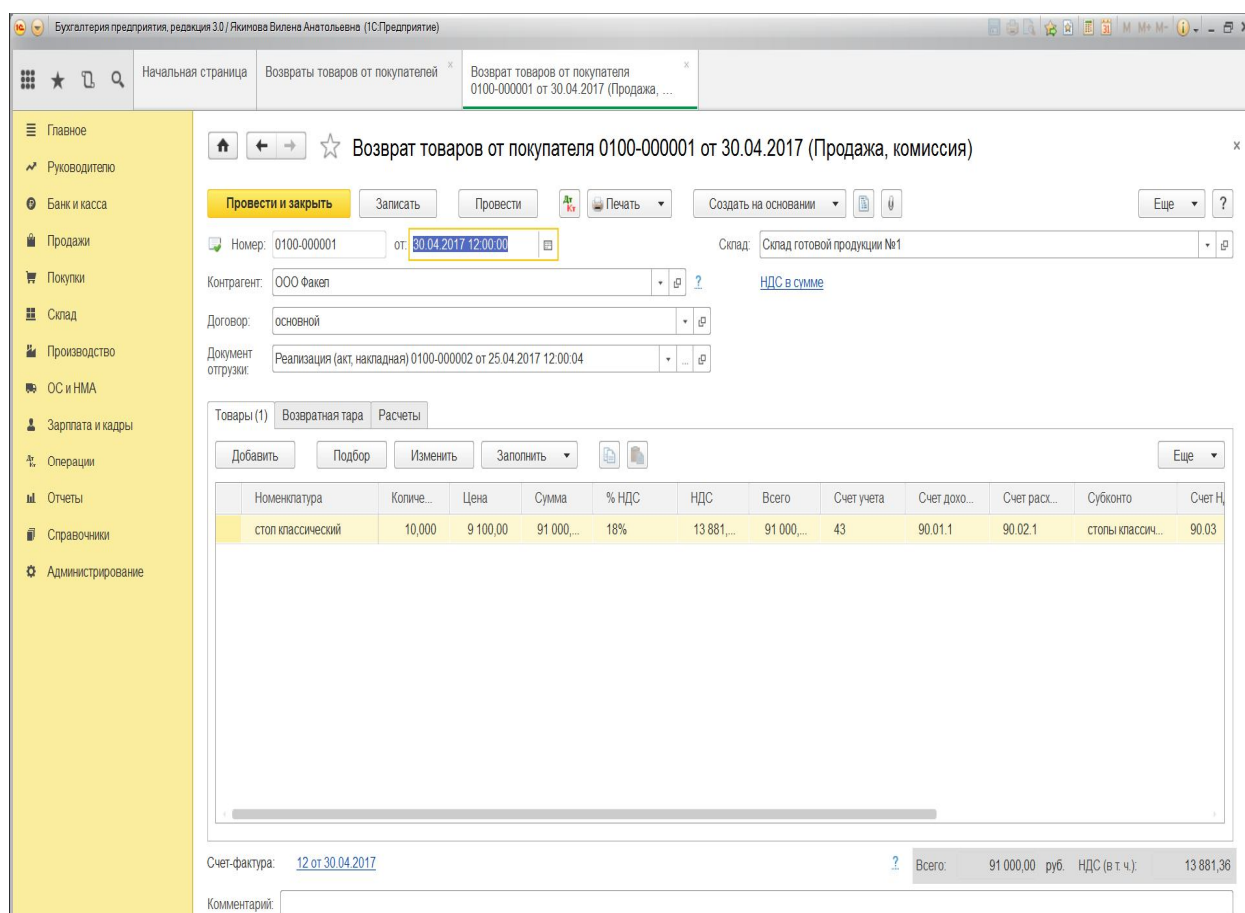 Бухгалтерия предприятия, редакция 3.0 / Якимова Вилена Анатольевна (1С:Предприятие)
M M+ M-
Начальная страница
Возвраты товаров от покупателей
Возврат товаров от покупателя
0100-000001 от 30.04.2017 (Продажа, ...
Главное
Руководителю
Банк и касса
Продажи
Покупки
Склад
Производство
ОС и НМА
Зарплата и кадры
Операции
Отчеты
Справочники
Администрирование
Возврат товаров от покупателя 0100-000001 от 30.04.2017 (Продажа, комиссия)
Провести и закрыть Записать Провести Дт Кт Печать Создать на основании Еще ?
Номер: 0100-000001 от: 30.04.2017 12:00:00 Склад: Склад готовой продукции №1
Контрагент: ООО Факел ? НДС в сумме
Договор: основной
Документ отгрузки: Реализация (акт, накладная) 0100-000002 от 25.04.2017 12:00:04 ...
Товары (1) Возвратная тара Расчеты
Добавить Подбор Изменить Заполнить Еще
Номенклатура Количе... Цена Сумма % НДС НДС Всего Счет учета Счет дохо... Счет расх... Субконто Счет Н
стол классический 10,000 9 100,00 91 000,... 18% 13 881,... 91 000,... 43 90.01.1 90.02.1 столы классич... 90.03
Счет-фактура: 12 от 30.04.2017 ? Всего: 91 000,00 руб. НДС (в т. ч.): 13 881,36
Комментарий: